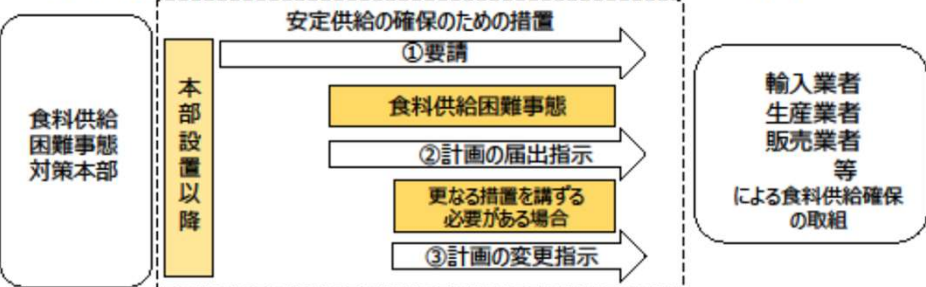 食料供給
困難事態
対策本部
本部設置以降
安定供給の確保のための措置
①要請
食料供給困難事態
②計画の届出指示
更なる措置を講ずる
必要がある場合
③計画の変更指示
輸入業者
生産業者
販売業者
等
による食料供給確保
の取組